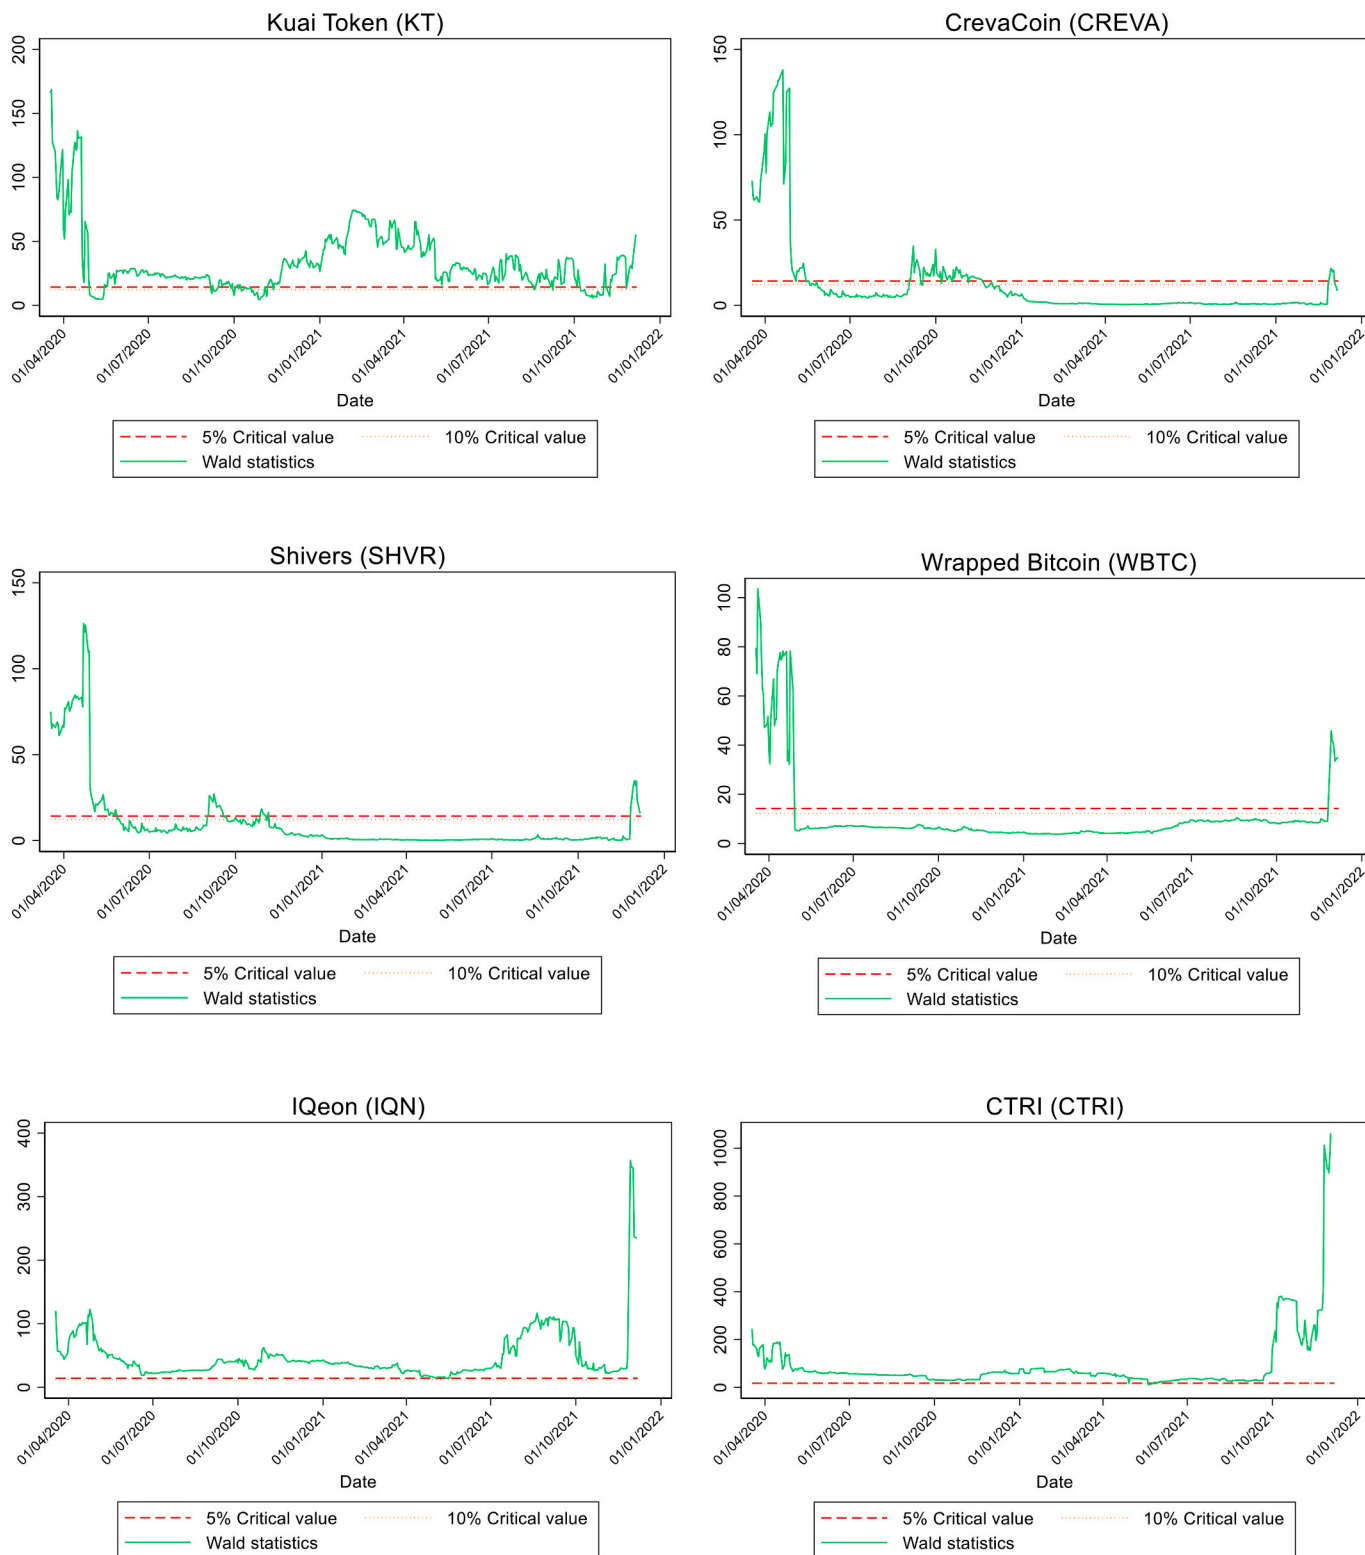 Kuai Token (KT)
200
150
100
50
0
01/04/2020
01/07/2020
01/10/2020
01/01/2021
01/04/2021
01/07/2021
01/10/2021
01/01/2022
Date
5% Critical value
10% Critical value
Wald statistics
CrevaCoin (CREVA)
150
100
50
0
01/04/2020
01/07/2020
01/10/2020
01/01/2021
01/04/2021
01/07/2021
01/10/2021
01/01/2022
Date
5% Critical value
10% Critical value
Wald statistics
Shivers (SHVR)
150
100
50
0
01/04/2020
01/07/2020
01/10/2020
01/01/2021
01/04/2021
01/07/2021
01/10/2021
01/01/2022
Date
5% Critical value
10% Critical value
Wald statistics
Wrapped Bitcoin (WBTC)
100
80
60
40
20
0
01/04/2020
01/07/2020
01/10/2020
01/01/2021
01/04/2021
01/07/2021
01/10/2021
01/01/2022
Date
5% Critical value
10% Critical value
Wald statistics
IQeon (IQN)
400
300
200
100
0
01/04/2020
01/07/2020
01/10/2020
01/01/2021
01/04/2021
01/07/2021
01/10/2021
01/01/2022
Date
5% Critical value
10% Critical value
Wald statistics
CTRI (CTRI)
1000
800
600
400
200
0
01/04/2020
01/07/2020
01/10/2020
01/01/2021
01/04/2021
01/07/2021
01/10/2021
01/01/2022
Date
5% Critical value
10% Critical value
Wald statistics